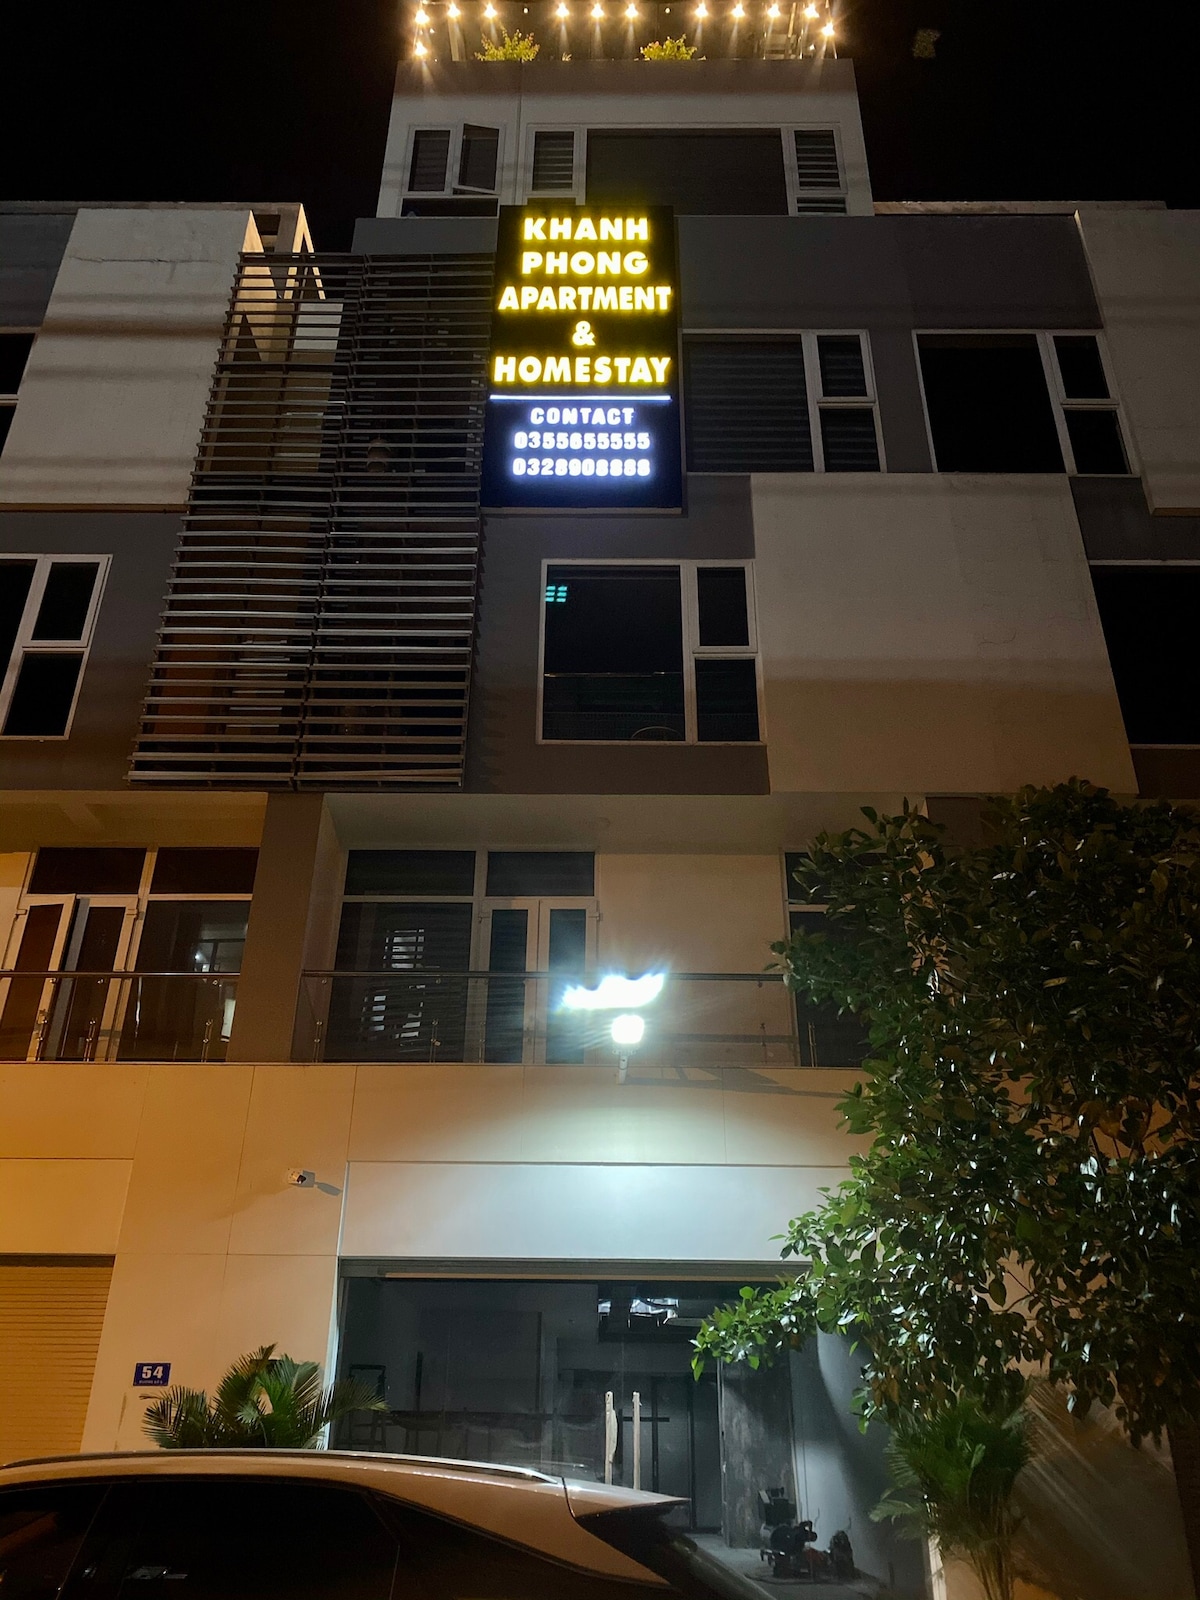 KHANH
PHONG
APARTMENT
&
HOMESTAY
CONTACT
0355655555
0328908888
54